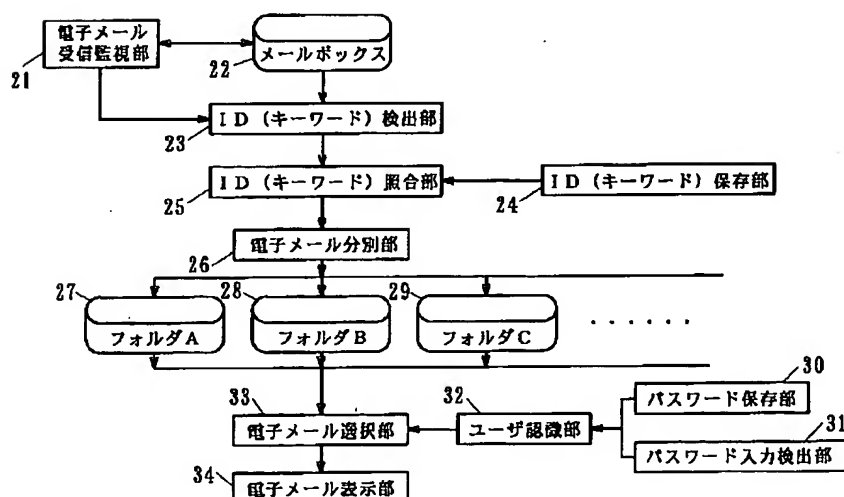 電子メール
受信監視部
21
メールボックス
22
ID(キーワード)検出部
23
ID(キーワード)照合部
25
ID(キーワード)保存部
24
電子メール分別部
26
27
フォルダA
28
フォルダB
29
フォルダC
・・・・・・
30
パスワード保存部
33
電子メール選択部
32
ユーザ認識部
31
パスワード入力検出部
34
電子メール表示部